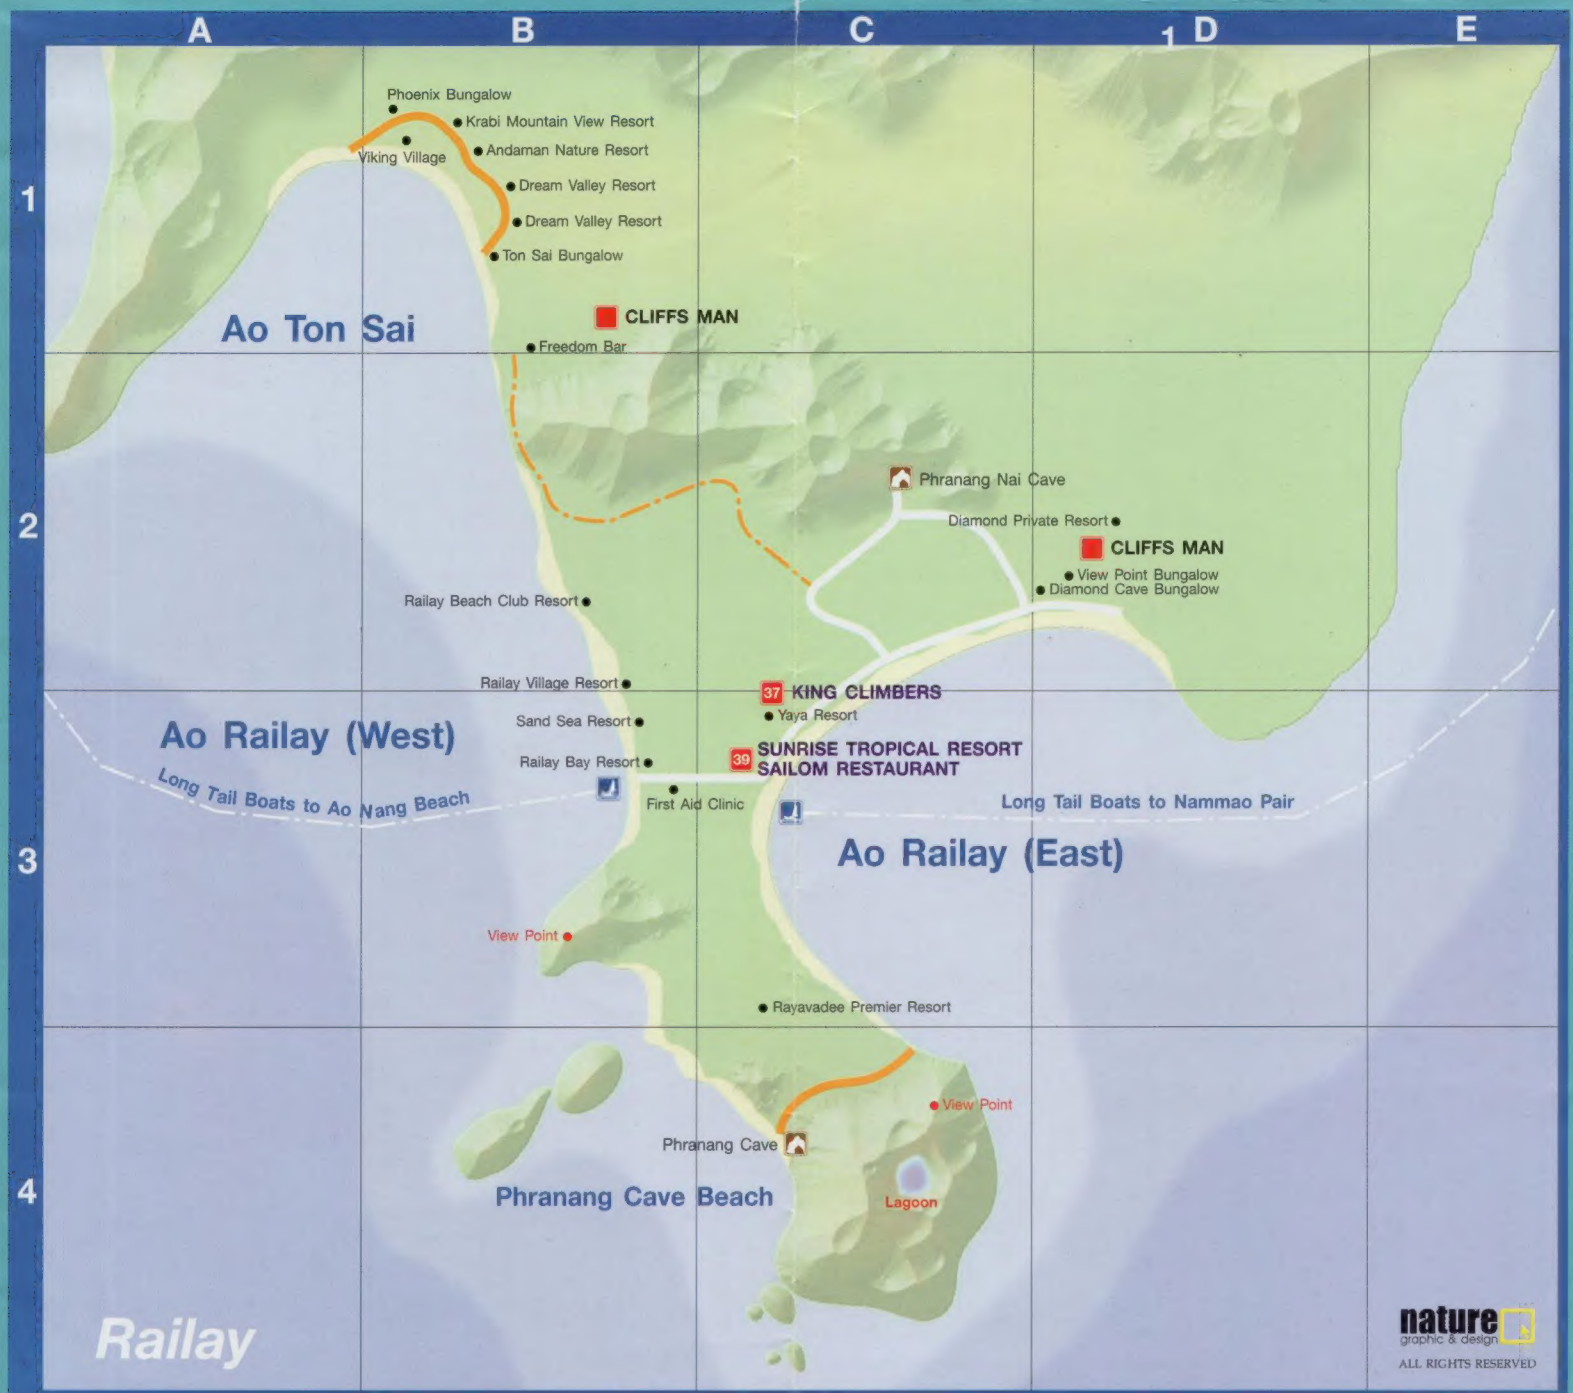 A B C 1 D E
1
2
3
4
Phoenix Bungalow
Krabi Mountain View Resort
Viking Village
Andaman Nature Resort
Dream Valley Resort
Dream Valley Resort
Ton Sai Bungalow
Ao Ton Sai
CLIFFS MAN
Freedom Bar
Phranang Nai Cave
Diamond Private Resort
CLIFFS MAN
View Point Bungalow
Diamond Cave Bungalow
Railay Beach Club Resort
Railay Village Resort
37 KING CLIMBERS
Yaya Resort
Sand Sea Resort
Ao Railay (West)
39 SUNRISE TROPICAL RESORT
SAILOM RESTAURANT
Railay Bay Resort
Long Tail Boats to Ao Nang Beach
First Aid Clinic
Long Tail Boats to Nammao Pair
Ao Railay (East)
View Point
Rayavadee Premier Resort
View Point
Phranang Cave
Phranang Cave Beach
Lagoon
Railay
nature
graphic & design
ALL RIGHTS RESERVED